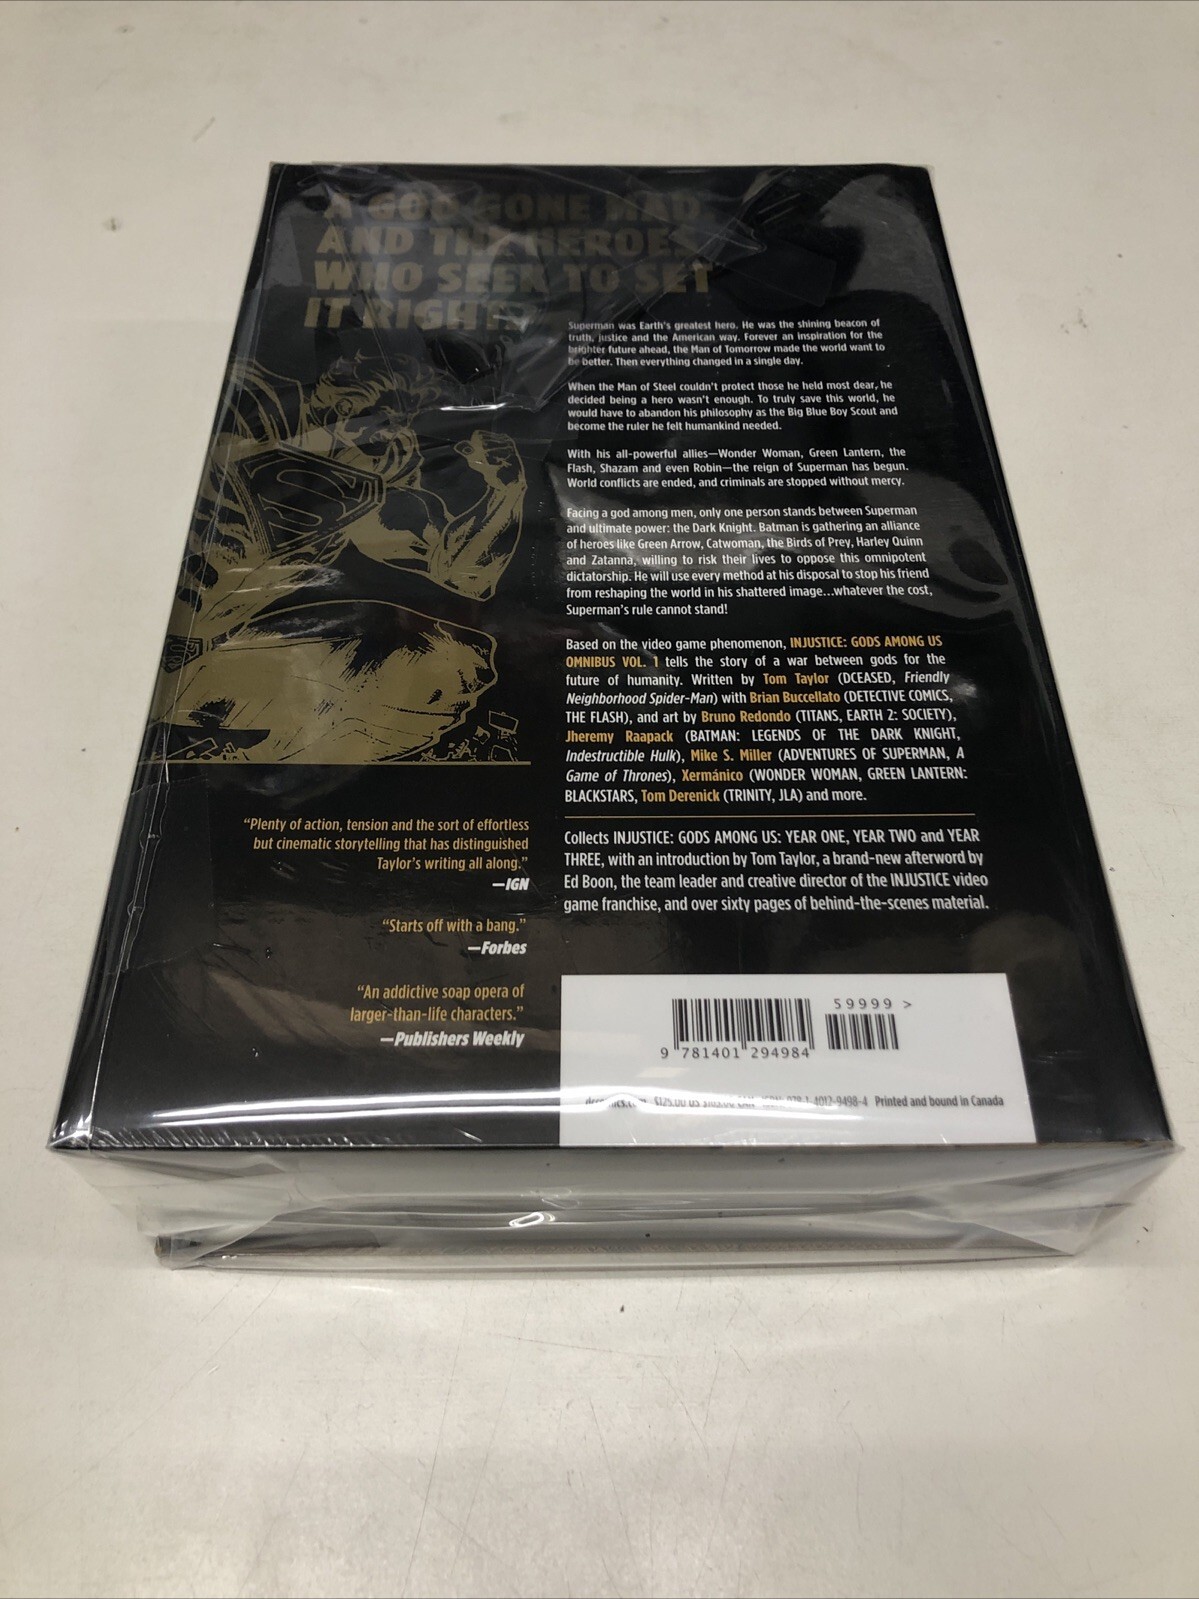 A GOD GONE MAD
AND THE HEROES
WHO SEEK TO SET
IT RIGHT.
Superman was Earth's greatest hero. He was the shining beacon of
truth, justice and the American way. Forever an inspiration for the
brighter future ahead, the Man of Tomorrow made the world want to
be better. Then everything changed in a single day.
When the Man of Steel couldn't protect those he held most dear, he
decided being a hero wasn't enough. To truly save this world, he
would have to abandon his philosophy as the Big Blue Boy Scout and
become the ruler he felt humankind needed.
With his all-powerful allies—Wonder Woman, Green Lantern, the
Flash, Shazam and even Robin—the reign of Superman has begun.
World conflicts are ended, and criminals are stopped without mercy.
Facing a god among men, only one person stands between Superman
and ultimate power: the Dark Knight. Batman is gathering an alliance
of heroes like Green Arrow, Catwoman, the Birds of Prey, Harley Quinn
and Zatanna, willing to risk their lives to oppose this omnipotent
dictatorship. He will use every method at his disposal to stop his friend
from reshaping the world in his shattered image...whatever the cost,
Superman's rule cannot stand!
Based on the video game phenomenon, INJUSTICE: GODS AMONG US
OMNIBUS VOL. 1 tells the story of a war between gods for the
future of humanity. Written by Tom Taylor (DCEASED, Friendly
Neighborhood Spider-Man) with Brian Buccellato (DETECTIVE COMICS,
THE FLASH), and art by Bruno Redondo (TITANS, EARTH 2: SOCIETY),
Jheremy Raapack (BATMAN: LEGENDS OF THE DARK KNIGHT,
Indestructible Hulk), Mike S. Miller (ADVENTURES OF SUPERMAN, A
Game of Thrones), Xermánico (WONDER WOMAN, GREEN LANTERN:
BLACKSTARS, Tom Derenick (TRINITY, JLA) and more.
Collects INJUSTICE: GODS AMONG US: YEAR ONE, YEAR TWO and YEAR
THREE, with an introduction by Tom Taylor, a brand-new afterword by
Ed Boon, the team leader and creative director of the INJUSTICE video
game franchise, and over sixty pages of behind-the-scenes material.
"Plenty of action, tension and the sort of effortless
but cinematic storytelling that has distinguished
Taylor's writing all along."
—IGN
"Starts off with a bang."
—Forbes
"An addictive soap opera of
larger-than-life characters."
—Publishers Weekly
59999 >
9 781401 294984
$125.00 US 978-1-4012-9498-4 Printed and bound in Canada